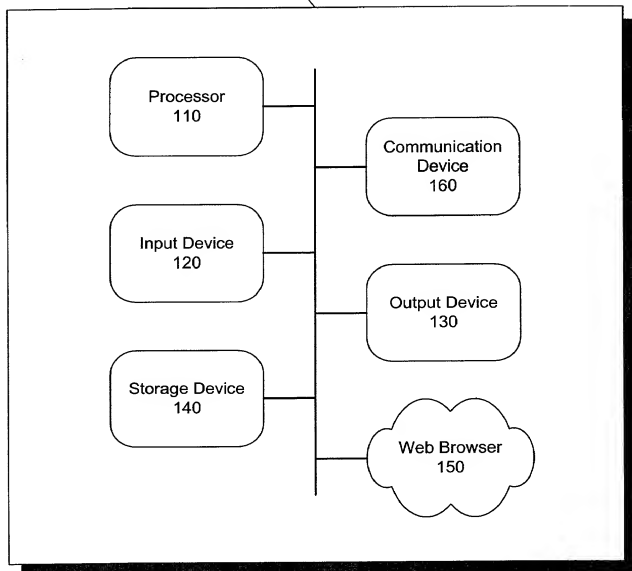 Processor
110
Communication
Device
160
Input Device
120
Output Device
130
Storage Device
140
Web Browser
150